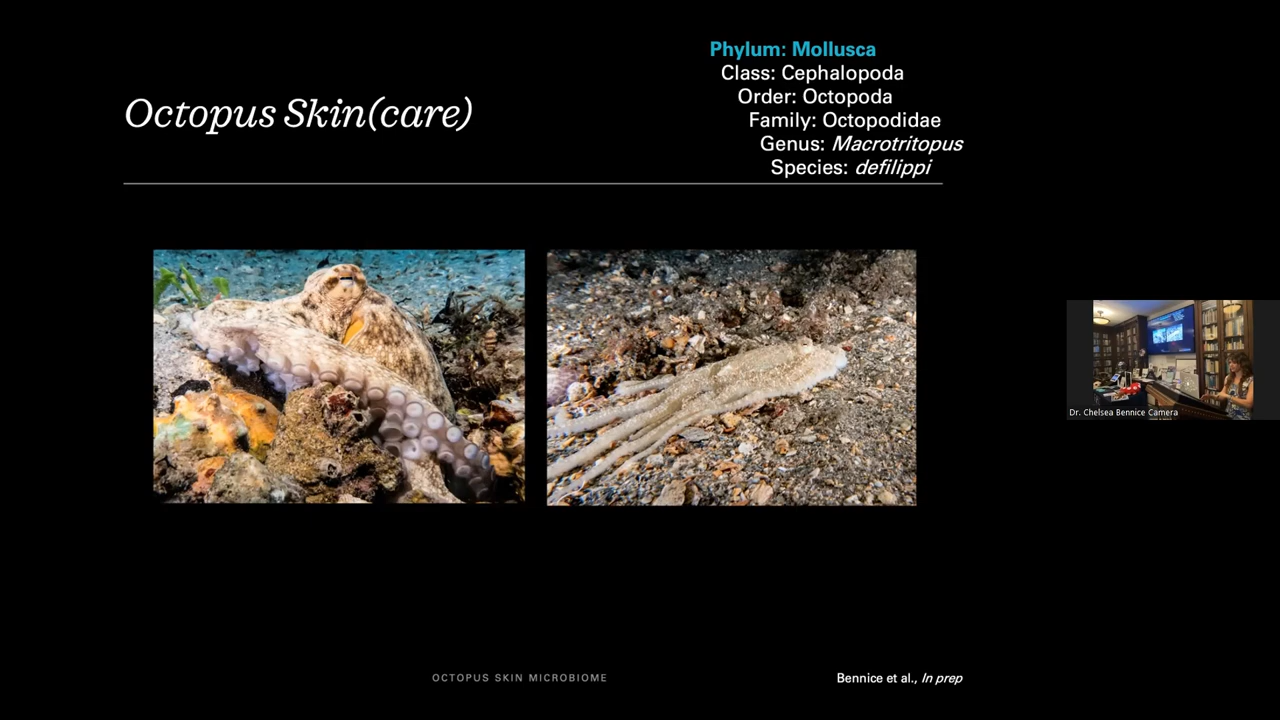 Octopus Skin(care)
Phylum: Mollusca
Class: Cephalopoda
Order: Octopoda
Family: Octopodidae
Genus: Macrotritopus
Species: defilippi
Dr. Chelsea Bennice Camera
OCTOPUS SKIN MICROBIOME
Bennice et al., In prep